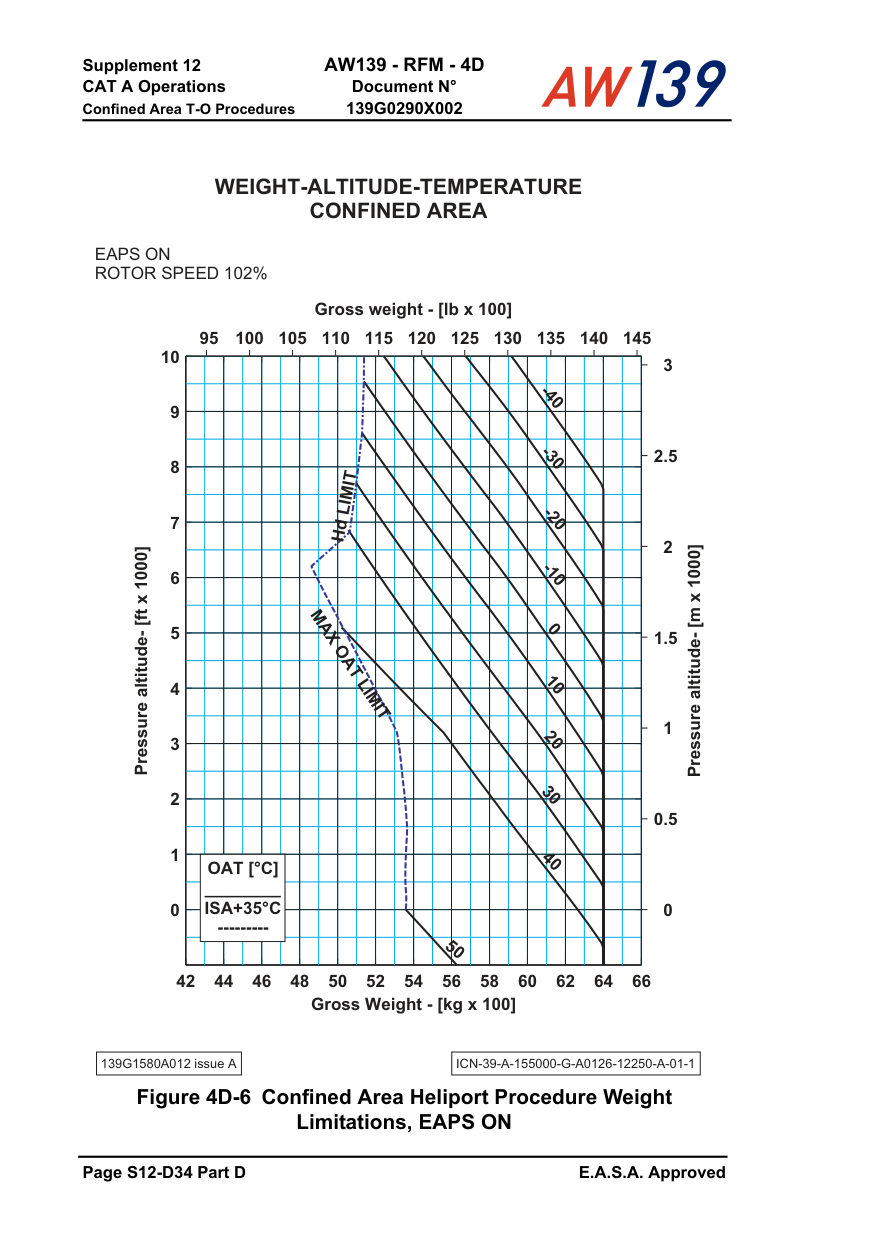 Supplement 12
CAT A Operations
Confined Area T-O Procedures
AW139 - RFM - 4D
Document N°
139G0290X002
AW139
WEIGHT-ALTITUDE-TEMPERATURE
CONFINED AREA
EAPS ON
ROTOR SPEED 102%
Gross weight - [lb x 100]
95 100 105 110 112 115 120 125 130 135 140 145
Pressure altitude- [ft x 1000]
10
9
8
7
6
5
4
3
2
1
0
Pressure altitude- [m x 1000]
3
2.5
2
1.5
1
0.5
0
-40
-30
-20
-10
0
10
20
30
40
50
Hd LIMIT
MAX OAT LIMIT
OAT [°C]
ISA+35°C
---------
42 44 46 48 50 52 54 56 58 60 62 64 66
Gross Weight - [kg x 100]
139G1580A012 issue A
ICN-39-A-155000-G-A0126-12250-A-01-1
Figure 4D-6 Confined Area Heliport Procedure Weight
Limitations, EAPS ON
Page S12-D34 Part D
E.A.S.A. Approved